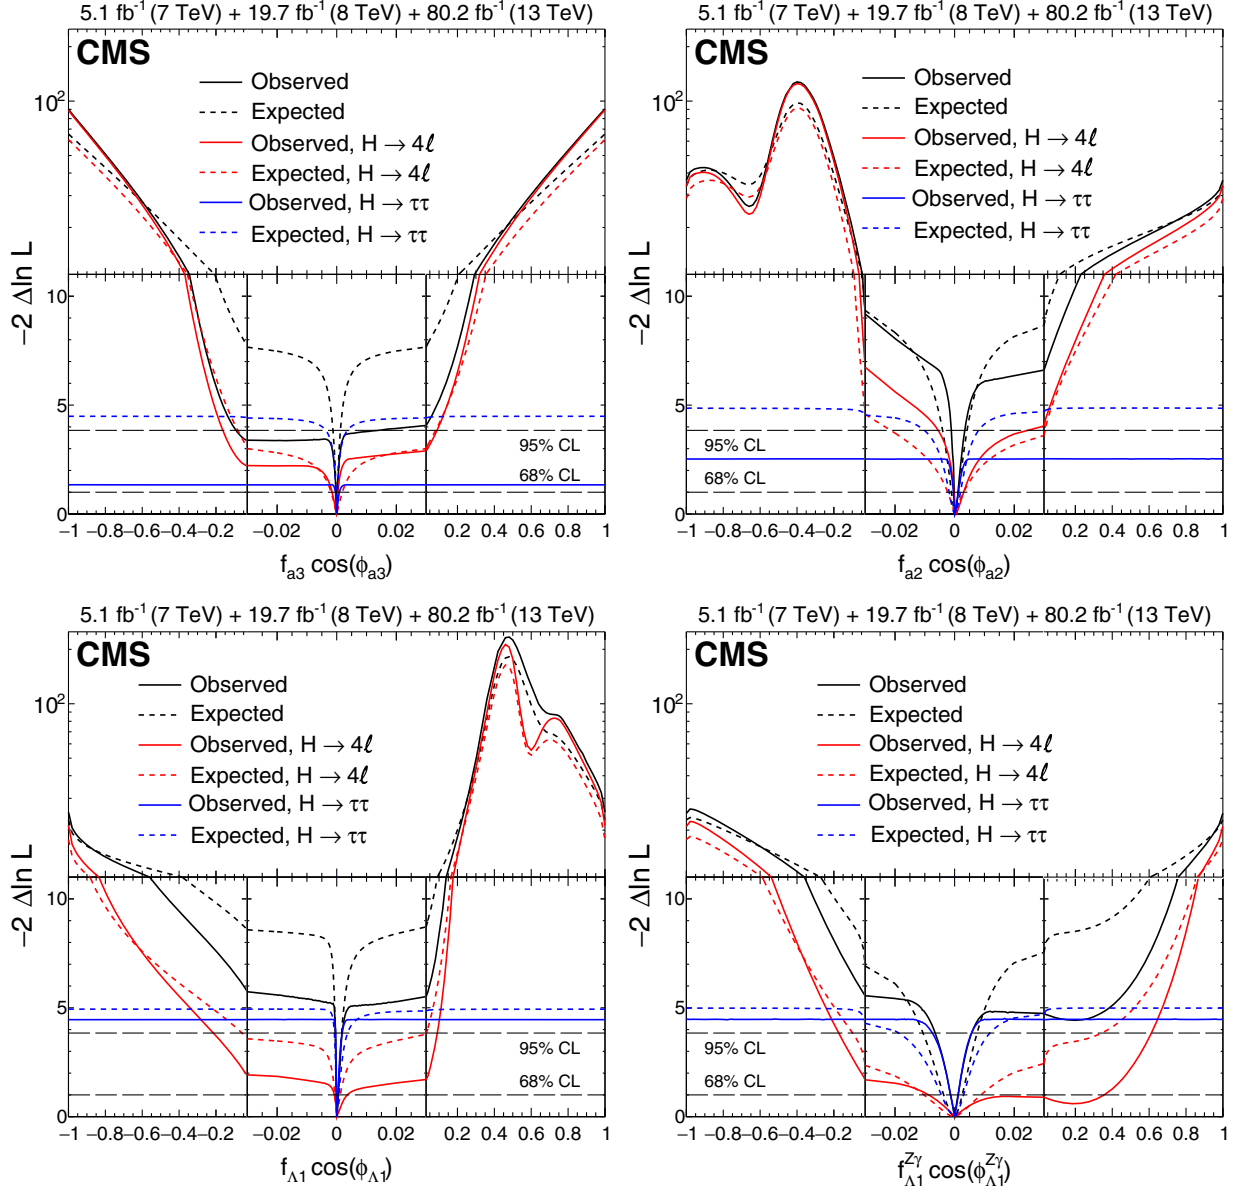 5.1 fb⁻¹ (7 TeV) + 19.7 fb⁻¹ (8 TeV) + 80.2 fb⁻¹ (13 TeV)
CMS
Observed
Expected
Observed, H → 4ℓ
Expected, H → 4ℓ
Observed, H → ττ
Expected, H → ττ
10²
−2 Δln L
10
5
0
95% CL
68% CL
−1 −0.8 −0.6 −0.4 −0.2 −0.02 0 0.02 0.2 0.4 0.6 0.8 1
f_a3 cos(ϕ_a3)
5.1 fb⁻¹ (7 TeV) + 19.7 fb⁻¹ (8 TeV) + 80.2 fb⁻¹ (13 TeV)
CMS
Observed
Expected
Observed, H → 4ℓ
Expected, H → 4ℓ
Observed, H → ττ
Expected, H → ττ
10²
−2 Δln L
10
5
0
95% CL
68% CL
−1 −0.8 −0.6 −0.4 −0.2 −0.02 0 0.02 0.2 0.4 0.6 0.8 1
f_a2 cos(ϕ_a2)
5.1 fb⁻¹ (7 TeV) + 19.7 fb⁻¹ (8 TeV) + 80.2 fb⁻¹ (13 TeV)
CMS
Observed
Expected
Observed, H → 4ℓ
Expected, H → 4ℓ
Observed, H → ττ
Expected, H → ττ
10²
−2 Δln L
10
5
0
95% CL
68% CL
−1 −0.8 −0.6 −0.4 −0.2 −0.02 0 0.02 0.2 0.4 0.6 0.8 1
f_Λ1 cos(ϕ_Λ1)
5.1 fb⁻¹ (7 TeV) + 19.7 fb⁻¹ (8 TeV) + 80.2 fb⁻¹ (13 TeV)
CMS
Observed
Expected
Observed, H → 4ℓ
Expected, H → 4ℓ
Observed, H → ττ
Expected, H → ττ
10²
−2 Δln L
10
5
0
95% CL
68% CL
−1 −0.8 −0.6 −0.4 −0.2 −0.02 0 0.02 0.2 0.4 0.6 0.8 1
f_Λ1^Zγ cos(ϕ_Λ1^Zγ)